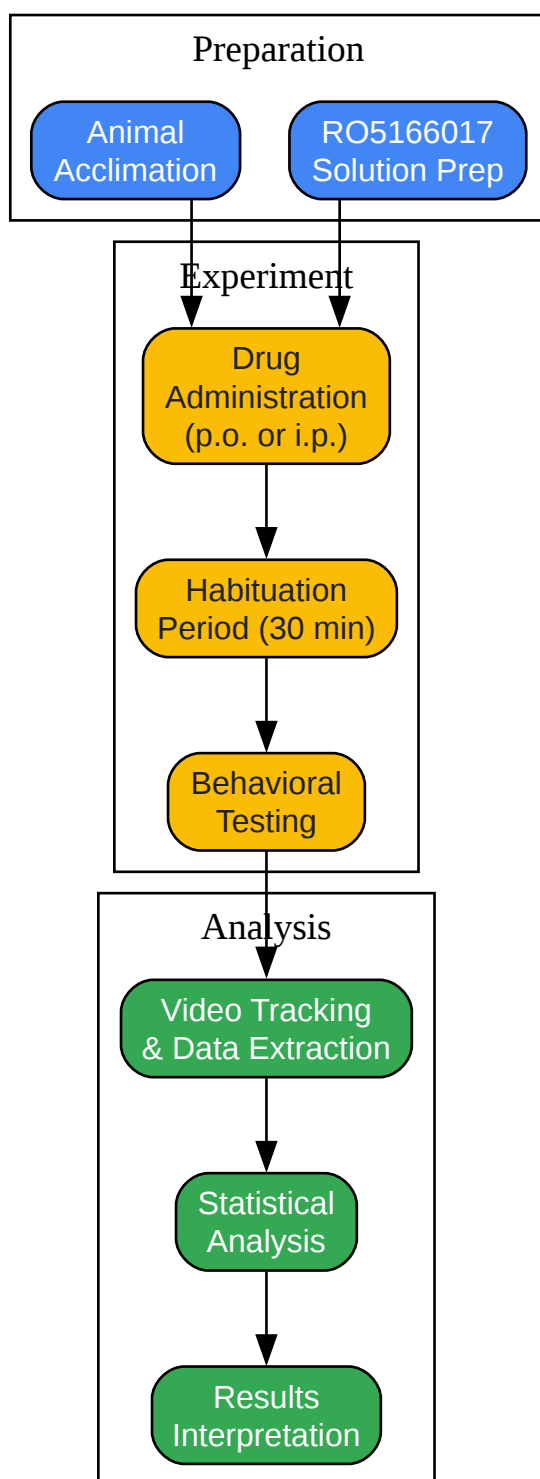 Preparation
Animal
Acclimation
RO5166017
Solution Prep
Experiment
Drug
Administration
(p.o. or i.p.)
Habituation
Period (30 min)
Behavioral
Testing
Analysis
Video Tracking
& Data Extraction
Statistical
Analysis
Results
Interpretation